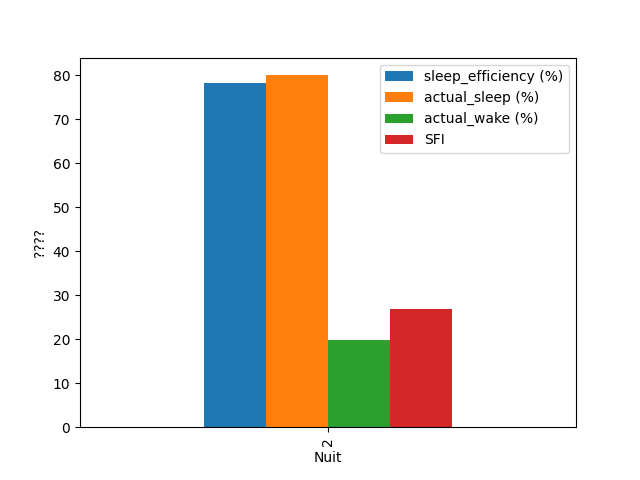 sleep_efficiency (%)
actual_sleep (%)
actual_wake (%)
SFI
80
70
60
50
40
30
20
10
0
????
2
Nuit